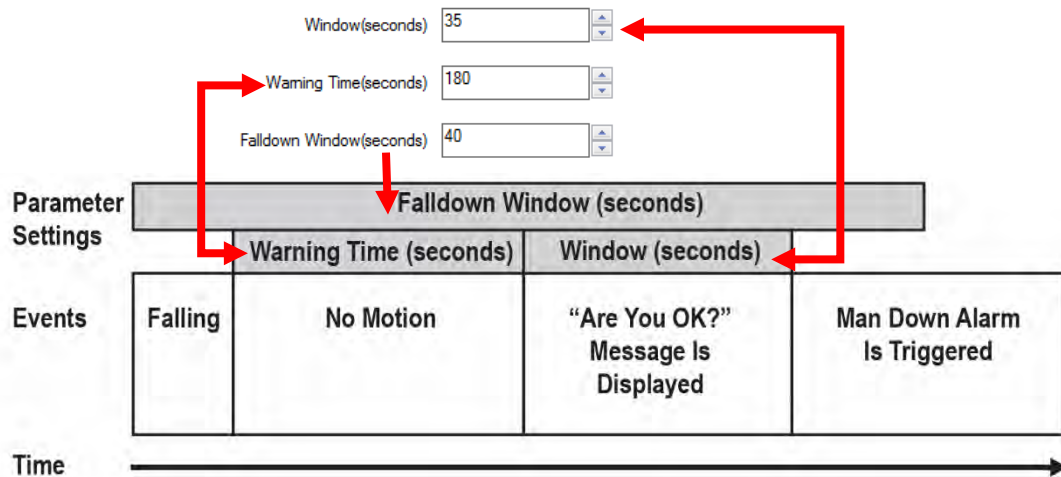 Window(seconds) 35
Warning Time(seconds) 180
Falldown Window(seconds) 40
Parameter Settings
Falldown Window (seconds)
Warning Time (seconds) Window (seconds)
Events
Falling
No Motion
“Are You OK?”
Message Is
Displayed
Man Down Alarm
Is Triggered
Time